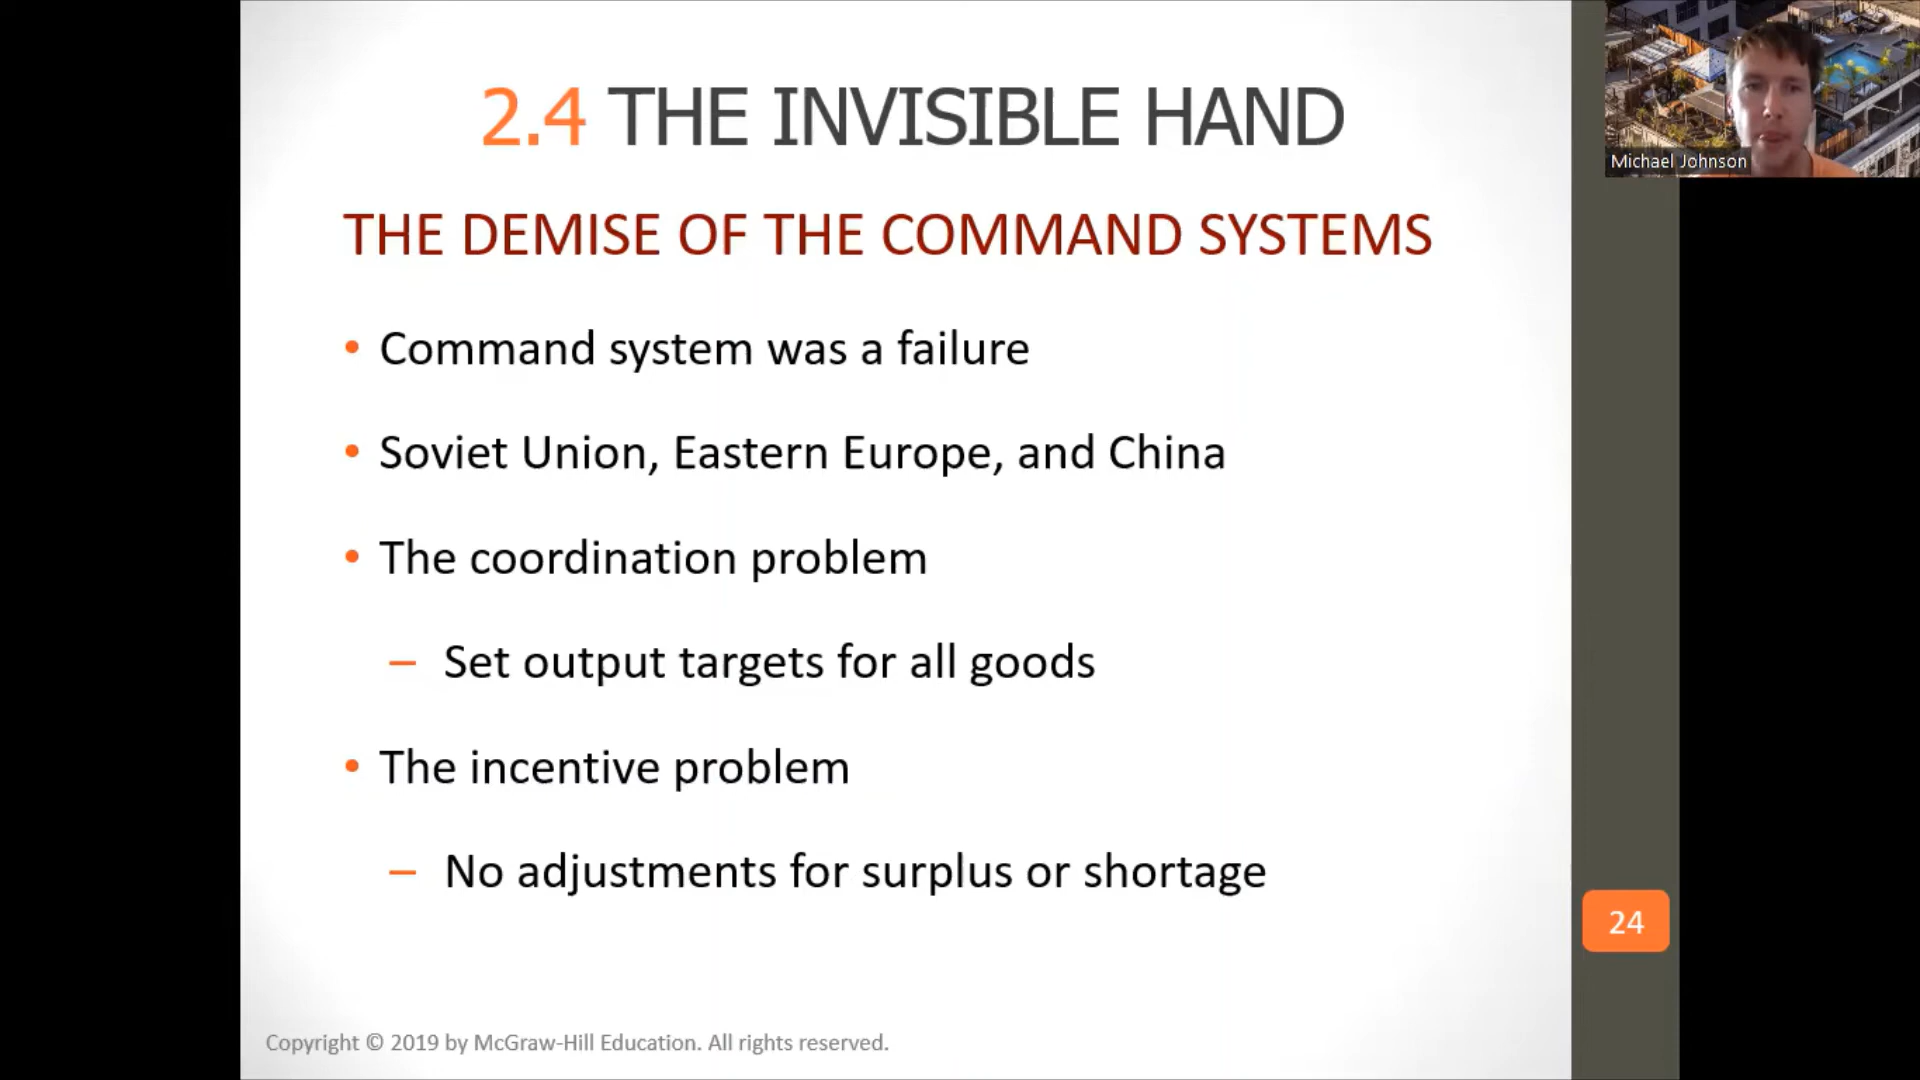 2.4 THE INVISIBLE HAND
Michael Johnson
THE DEMISE OF THE COMMAND SYSTEMS
• Command system was a failure
• Soviet Union, Eastern Europe, and China
• The coordination problem
– Set output targets for all goods
• The incentive problem
– No adjustments for surplus or shortage
24
Copyright © 2019 by McGraw-Hill Education. All rights reserved.